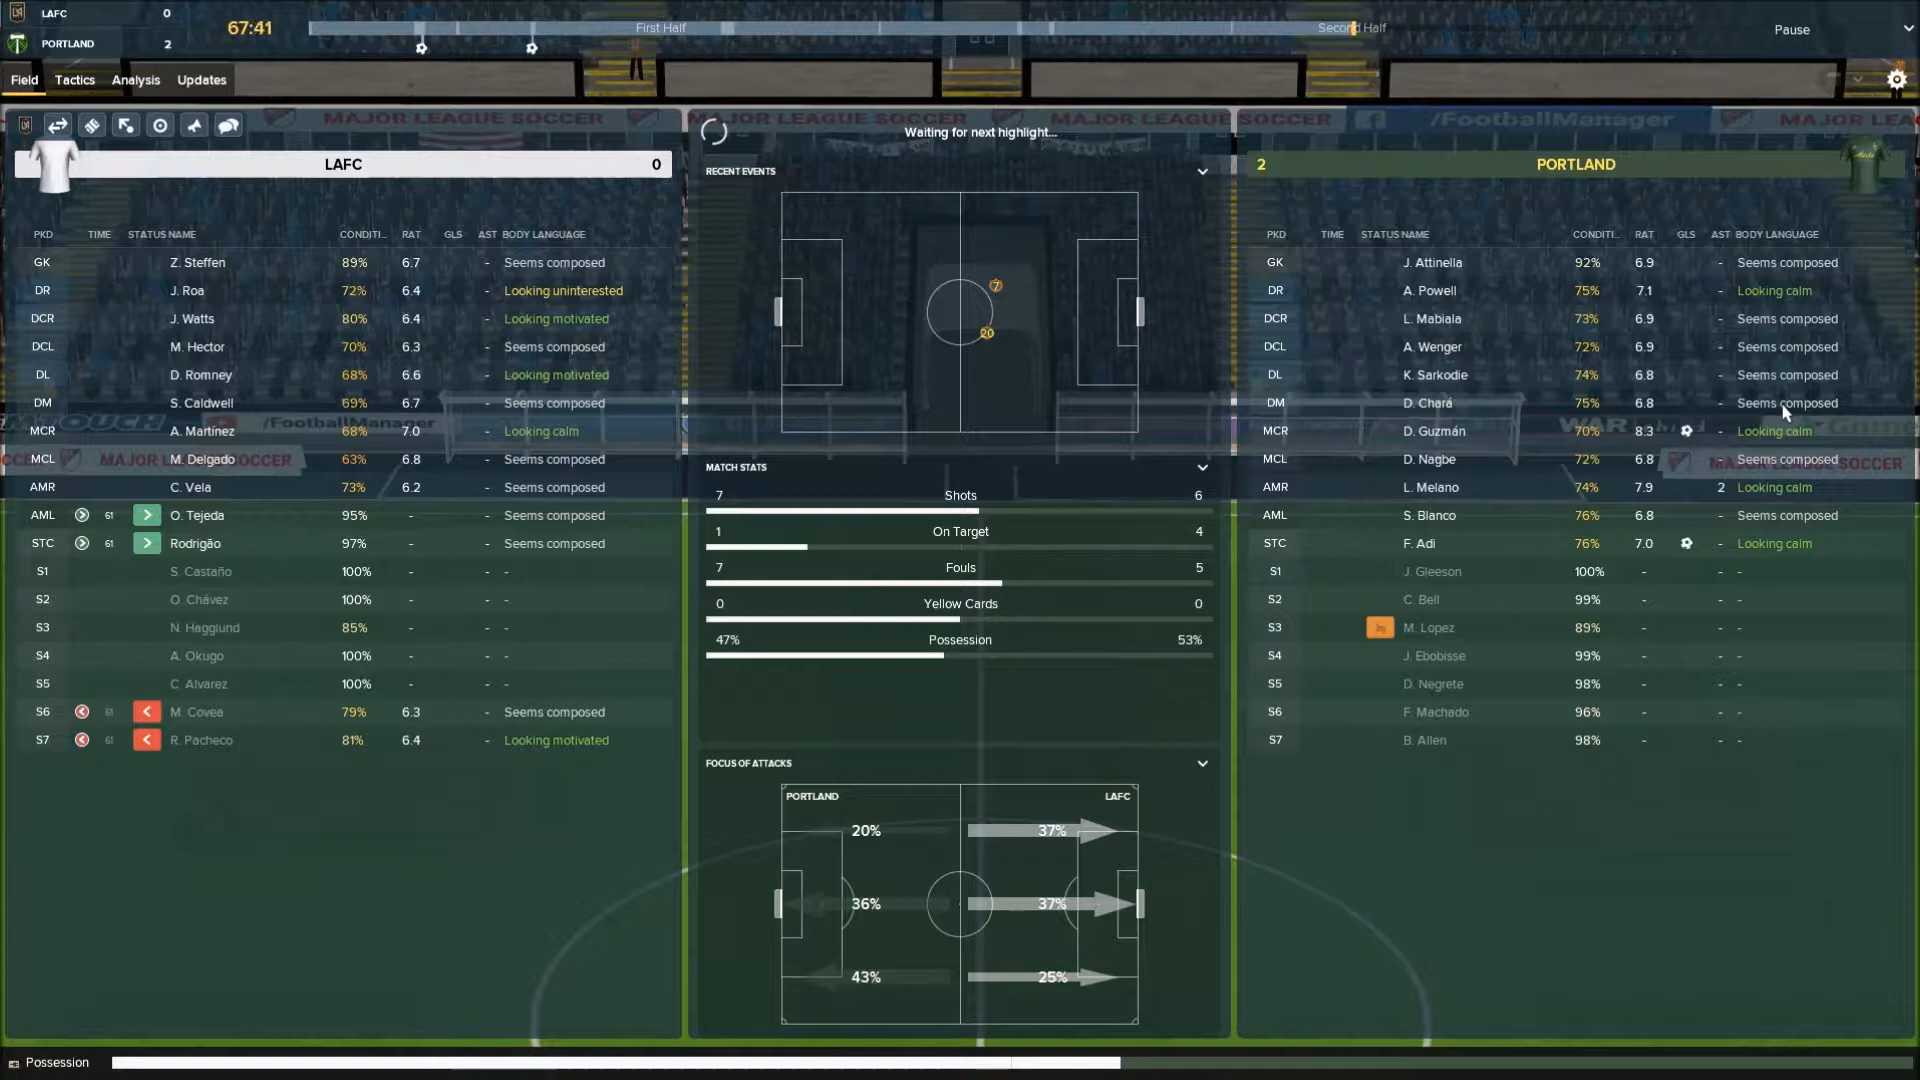 LAFC 0
67:41
First Half
Second Half
Pause
PORTLAND 2
Field Tactics Analysis Updates
MAJOR LEAGUE SOCCER
MAJOR LEAGUE SOCCER
/FootballManager
MAJOR LEA
LAFC 0
PKD TIME STATUS NAME CONDITI... RAT GLS AST BODY LANGUAGE
GK Z. Steffen 89% 6.7 - Seems composed
DR J. Roa 72% 6.4 - Looking uninterested
DCR J. Watts 80% 6.4 - Looking motivated
DCL M. Hector 70% 6.3 - Seems composed
DL D. Romney 68% 6.6 - Looking motivated
DM S. Caldwell 69% 6.7 - Seems composed
MCR A. Martínez 68% 7.0 - Looking calm
MCL M. Delgado 63% 6.8 - Seems composed
AMR C. Vela 73% 6.2 - Seems composed
AML 61 O. Tejeda 95% - - Seems composed
STC 61 Rodrigão 97% - - Seems composed
S1 S. Castaño 100% - - -
S2 O. Chávez 100% - - -
S3 N. Hagglund 85% - - -
S4 A. Okugo 100% - - -
S5 C. Alvarez 100% - - -
S6 61 M. Covea 79% 6.3 - Seems composed
S7 61 R. Pacheco 81% 6.4 - Looking motivated
/FootballManager
MAJOR LEAGUE SOCCER
Waiting for next highlight...
RECENT EVENTS
7
20
MATCH STATS
7 Shots 6
1 On Target 4
7 Fouls 5
0 Yellow Cards 0
47% Possession 53%
FOCUS OF ATTACKS
PORTLAND LAFC
20% 37%
36% 37%
43% 25%
2 PORTLAND
PKD TIME STATUS NAME CONDITI... RAT GLS AST BODY LANGUAGE
GK J. Attinella 92% 6.9 - Seems composed
DR A. Powell 75% 7.1 - Looking calm
DCR L. Mabiala 73% 6.9 - Seems composed
DCL A. Wenger 72% 6.9 - Seems composed
DL K. Sarkodie 74% 6.8 - Seems composed
DM D. Chará 75% 6.8 - Seems composed
MCR D. Guzmán 70% 8.3 - Looking calm
MCL D. Nagbe 72% 6.8 - Seems composed
AMR L. Melano 74% 7.9 2 Looking calm
AML S. Blanco 76% 6.8 - Seems composed
STC F. Adi 76% 7.0 - Looking calm
S1 J. Gleeson 100% - - -
S2 C. Bell 99% - - -
S3 M. Lopez 89% - - -
S4 J. Ebobisse 99% - - -
S5 D. Negrete 98% - - -
S6 F. Machado 96% - - -
S7 B. Allen 98% - - -
MAJOR LEAGUE SOCCER
Possession